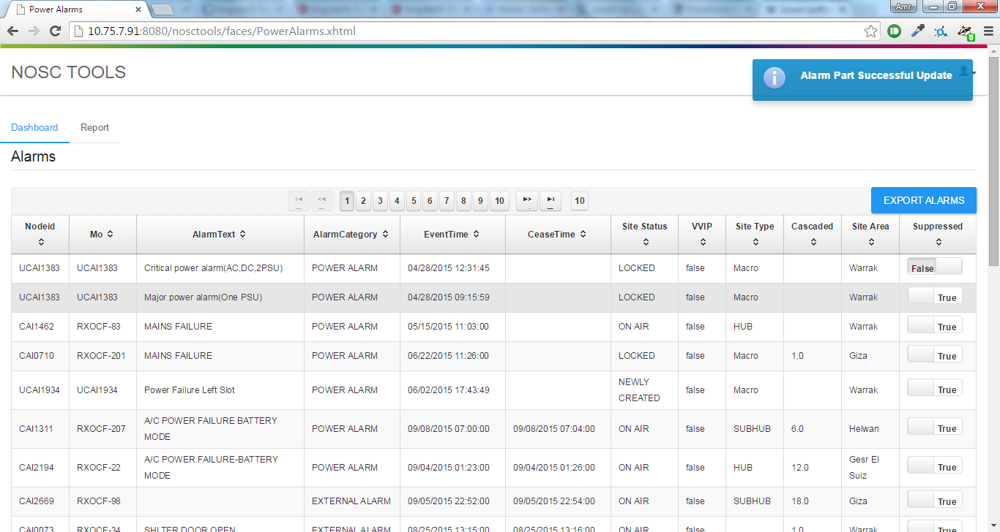 Power Alarms
Amr
10.75.7.91:8080/nosctools/faces/PowerAlarms.xhtml
0
NOSC TOOLS
Alarm Part Successful Update
Dashboard Report
Alarms
1 2 3 4 5 6 7 8 9 10 10 EXPORT ALARMS
Nodeid Mo AlarmText AlarmCategory EventTime CeaseTime Site Status VVIP Site Type Cascaded Site Area Suppressed
UCAI1383 UCAI1383 Critical power alarm(AC,DC,2PSU) POWER ALARM 04/28/2015 12:31:45 LOCKED false Macro Warrak False
UCAI1383 UCAI1383 Major power alarm(One PSU) POWER ALARM 04/28/2015 09:15:59 LOCKED false Macro Warrak True
CAI1462 RXOCF-83 MAINS FAILURE POWER ALARM 05/15/2015 11:03:00 ON AIR false HUB Warrak True
CAI0710 RXOCF-201 MAINS FAILURE POWER ALARM 06/22/2015 11:26:00 LOCKED false Macro 1.0 Giza True
UCAI1934 UCAI1934 Power Failure Left Slot POWER ALARM 06/02/2015 17:43:49 NEWLY CREATED false Macro Warrak True
CAI1311 RXOCF-207 A/C POWER FAILURE BATTERY MODE POWER ALARM 09/08/2015 07:00:00 09/08/2015 07:04:00 ON AIR false SUBHUB 6.0 Helwan True
CAI2194 RXOCF-22 A/C POWER FAILURE-BATTERY MODE POWER ALARM 09/04/2015 01:23:00 09/04/2015 01:26:00 ON AIR false HUB 12.0 Gesr El Suiz True
CAI2669 RXOCF-98 EXTERNAL ALARM 09/05/2015 22:52:00 09/05/2015 22:54:00 ON AIR false SUBHUB 18.0 Giza True
CAI0073 RXOCF-34 SHLTER DOOR OPEN EXTERNAL ALARM 08/25/2015 13:15:00 08/25/2015 13:16:00 ON AIR false Macro 1.0 Warrak True